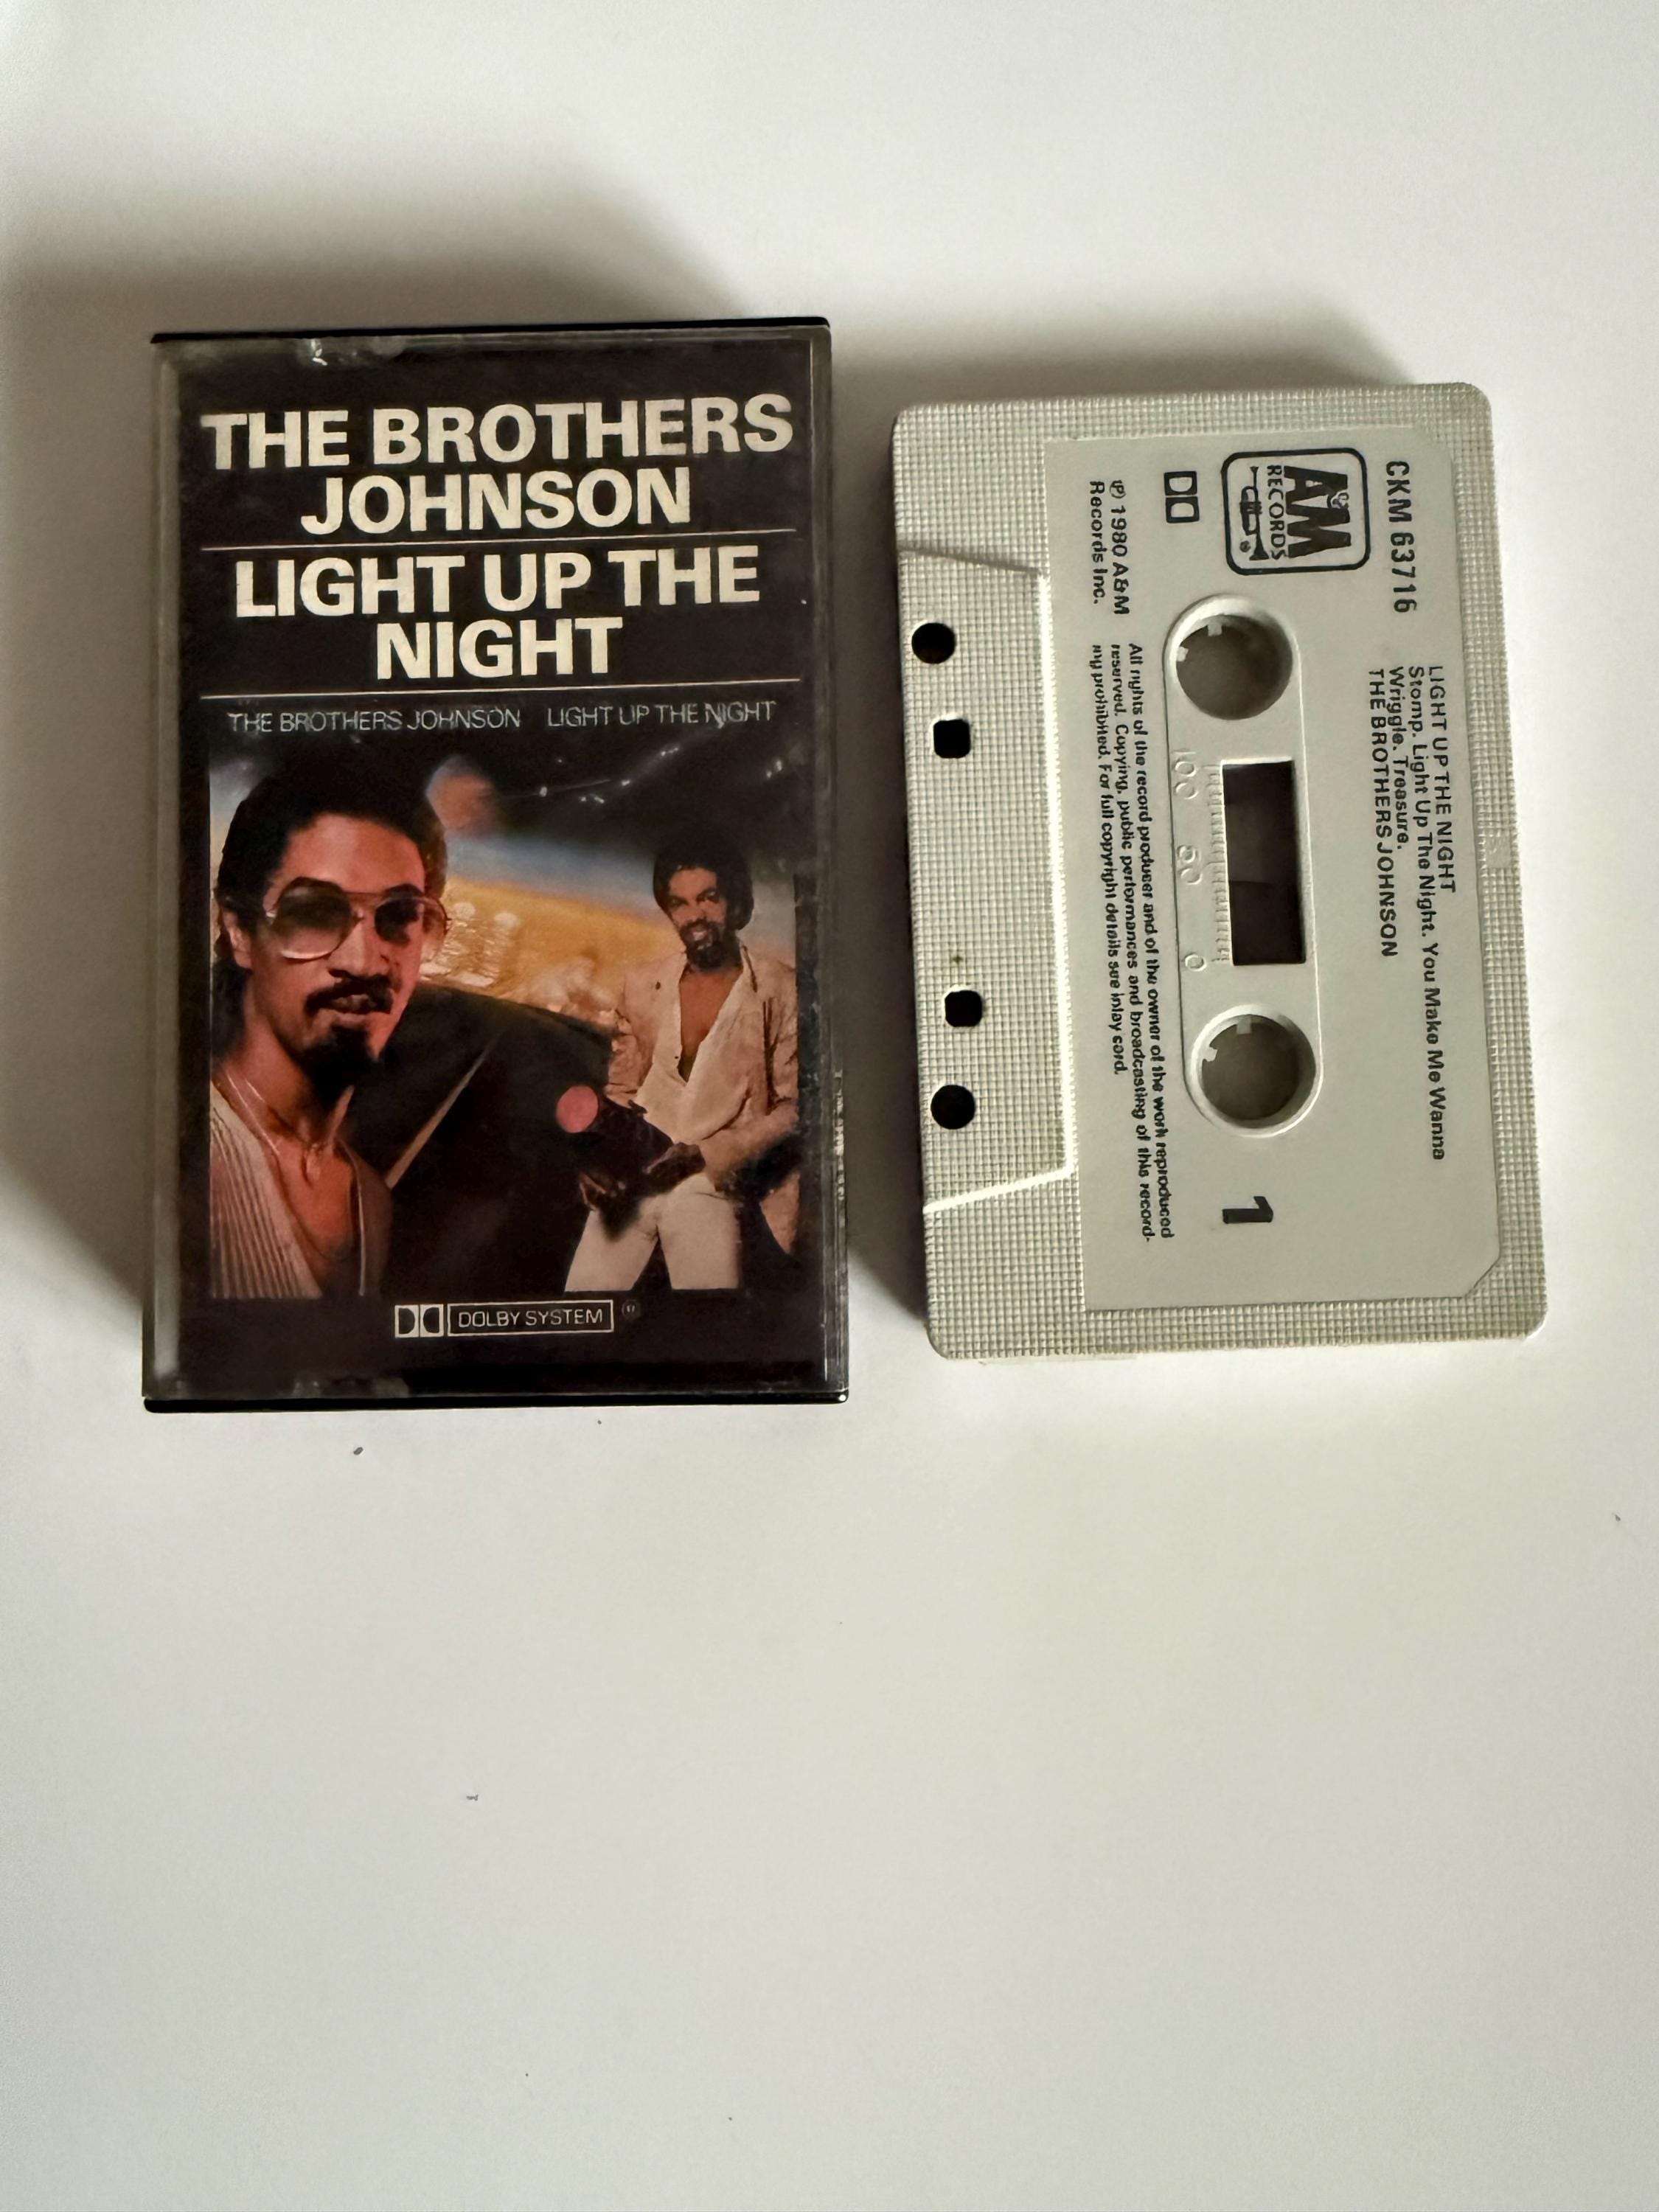 THE BROTHERS
JOHNSON
LIGHT UP THE
NIGHT
THE BROTHERS JOHNSON LIGHT UP THE NIGHT
DOLBY SYSTEM
LIGHT UP THE NIGHT
Stomp. Light Up The Night. You Make Me Wanna
Wriggle. Treasure.
THE BROTHERS JOHNSON
CKM 63716
A&M
RECORDS
®
1
100 50 0
All rights of the record producer and of the owner of the work reproduced
reserved. Copying, public performances and broadcasting of this record-
ing prohibited. For full copyright details see inlay card.
℗ 1980 A&M
Records Inc.